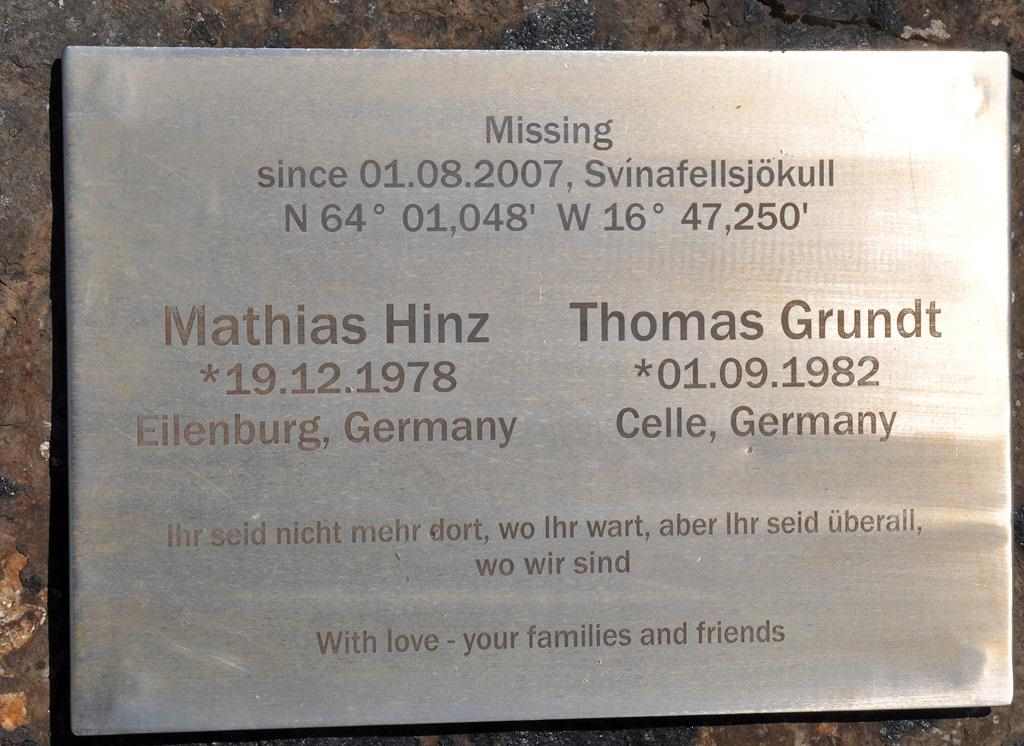 Missing
since 01.08.2007, Svínafellsjökull
N 64° 01,048' W 16° 47,250'
Mathias Hinz
*19.12.1978
Eilenburg, Germany
Thomas Grundt
*01.09.1982
Celle, Germany
Ihr seid nicht mehr dort, wo Ihr wart, aber Ihr seid überall,
wo wir sind
With love - your families and friends